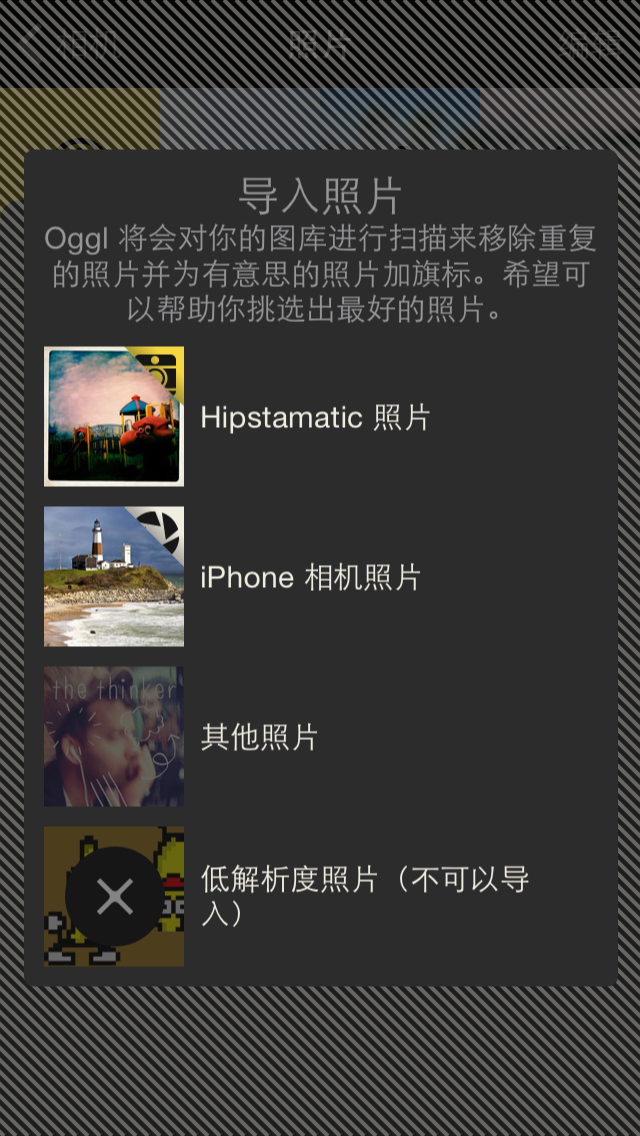 相机
照片
编辑
导入照片
Oggl 将会对你的图库进行扫描来移除重复
的照片并为有意思的照片加旗标。希望可
以帮助你挑选出最好的照片。
Hipstamatic 照片
iPhone 相机照片
the thinker
其他照片
低解析度照片（不可以导
入）